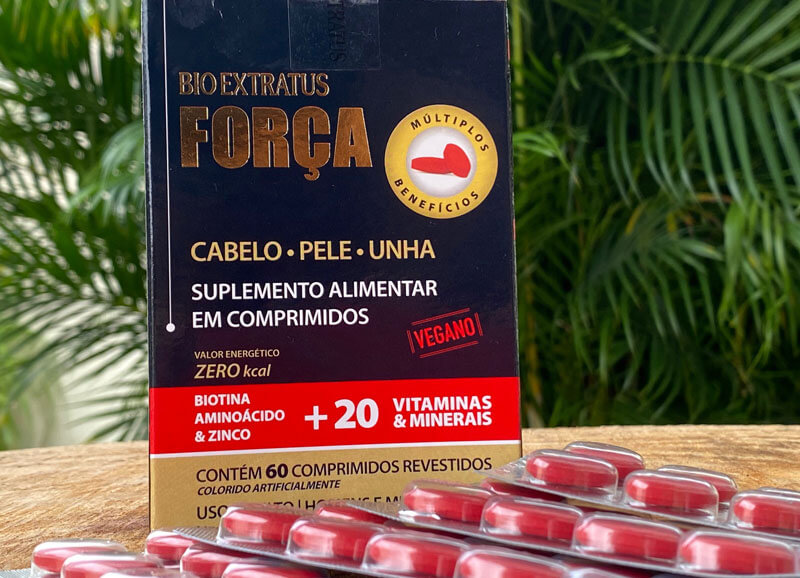 BIO EXTRATUS
FORÇA
MÚLTIPLOS
BENEFÍCIOS
CABELO • PELE • UNHA
SUPLEMENTO ALIMENTAR
EM COMPRIMIDOS
VEGANO
VALOR ENERGÉTICO
ZERO kcal
BIOTINA
AMINOÁCIDO
& ZINCO
+20
VITAMINAS
& MINERAIS
CONTÉM 60 COMPRIMIDOS REVESTIDOS
COLORIDO ARTIFICIALMENTE
USO